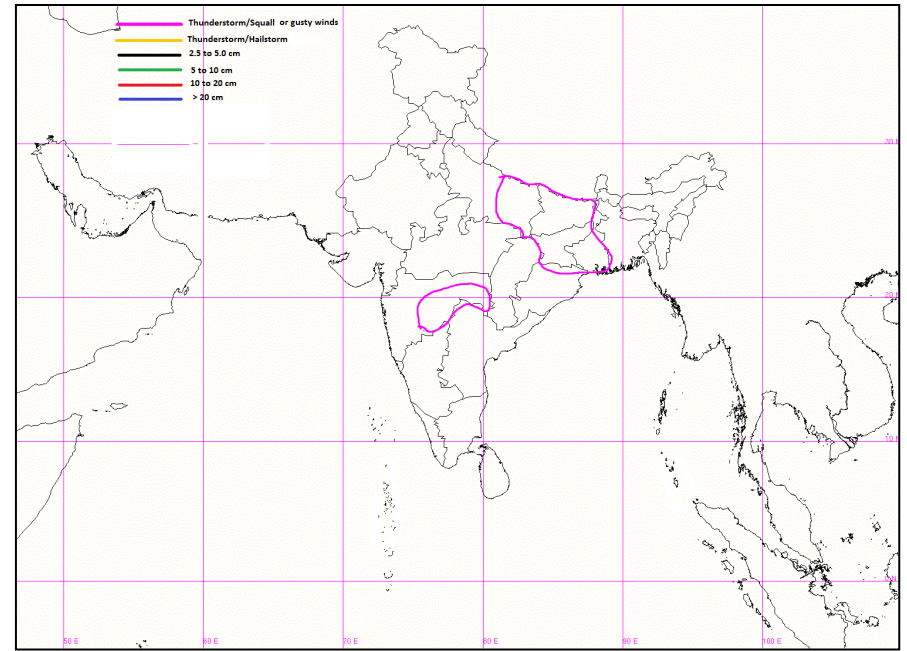 Thunderstorm/Squall or gusty winds
Thunderstorm/Hailstorm
2.5 to 5.0 cm
5 to 10 cm
10 to 20 cm
> 20 cm
30 N
20 N
10 N
0 N
50 E
60 E
70 E
80 E
90 E
100 E